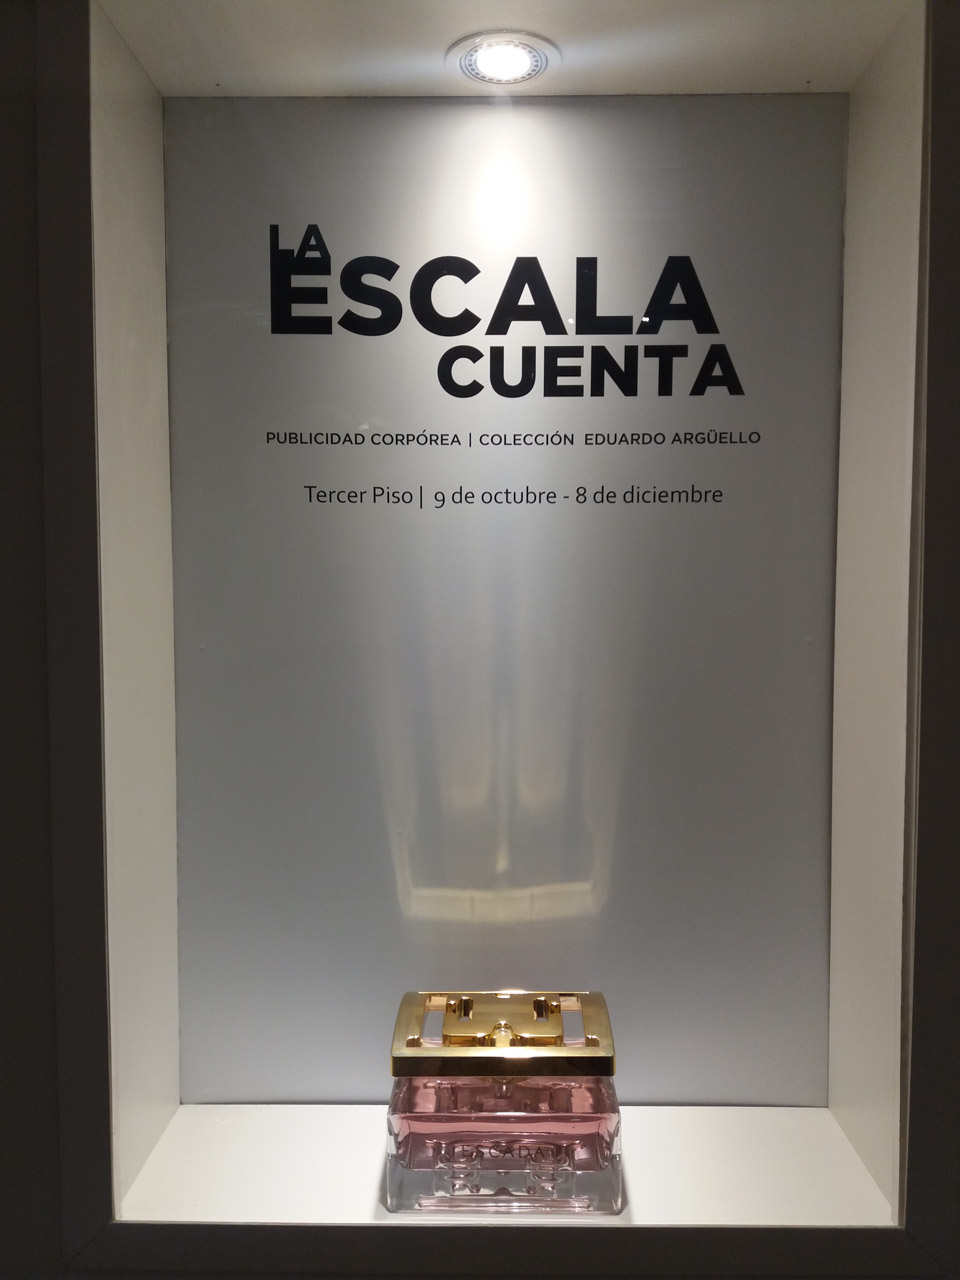 LA
ESCALA
CUENTA
PUBLICIDAD CORPÓREA | COLECCIÓN EDUARDO ARGÜELLO
Tercer Piso | 9 de octubre - 8 de diciembre
ESCADA